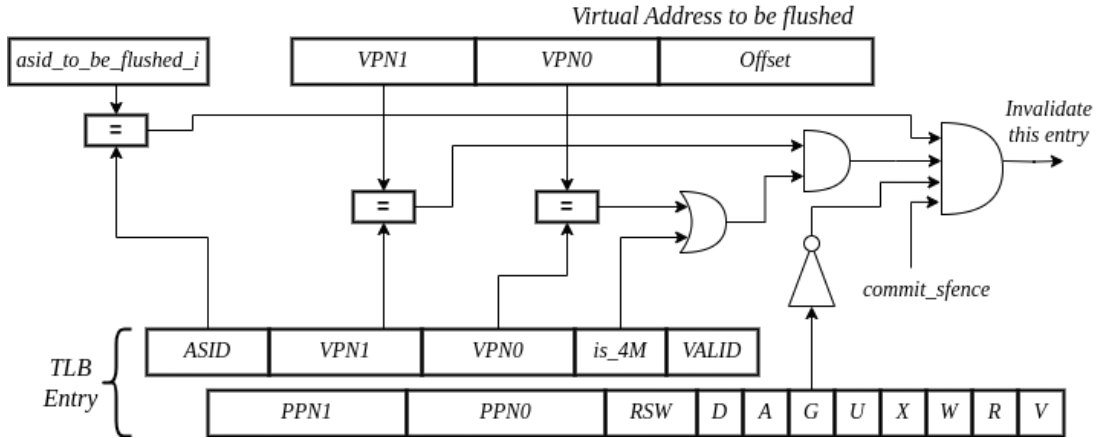 Virtual Address to be flushed
asid_to_be_flushed_i
VPN1 VPN0 Offset
=
Invalidate
this entry
= =
commit_sfence
TLB
Entry
ASID VPN1 VPN0 is_4M VALID
PPN1 PPN0 RSW D A G U X W R V